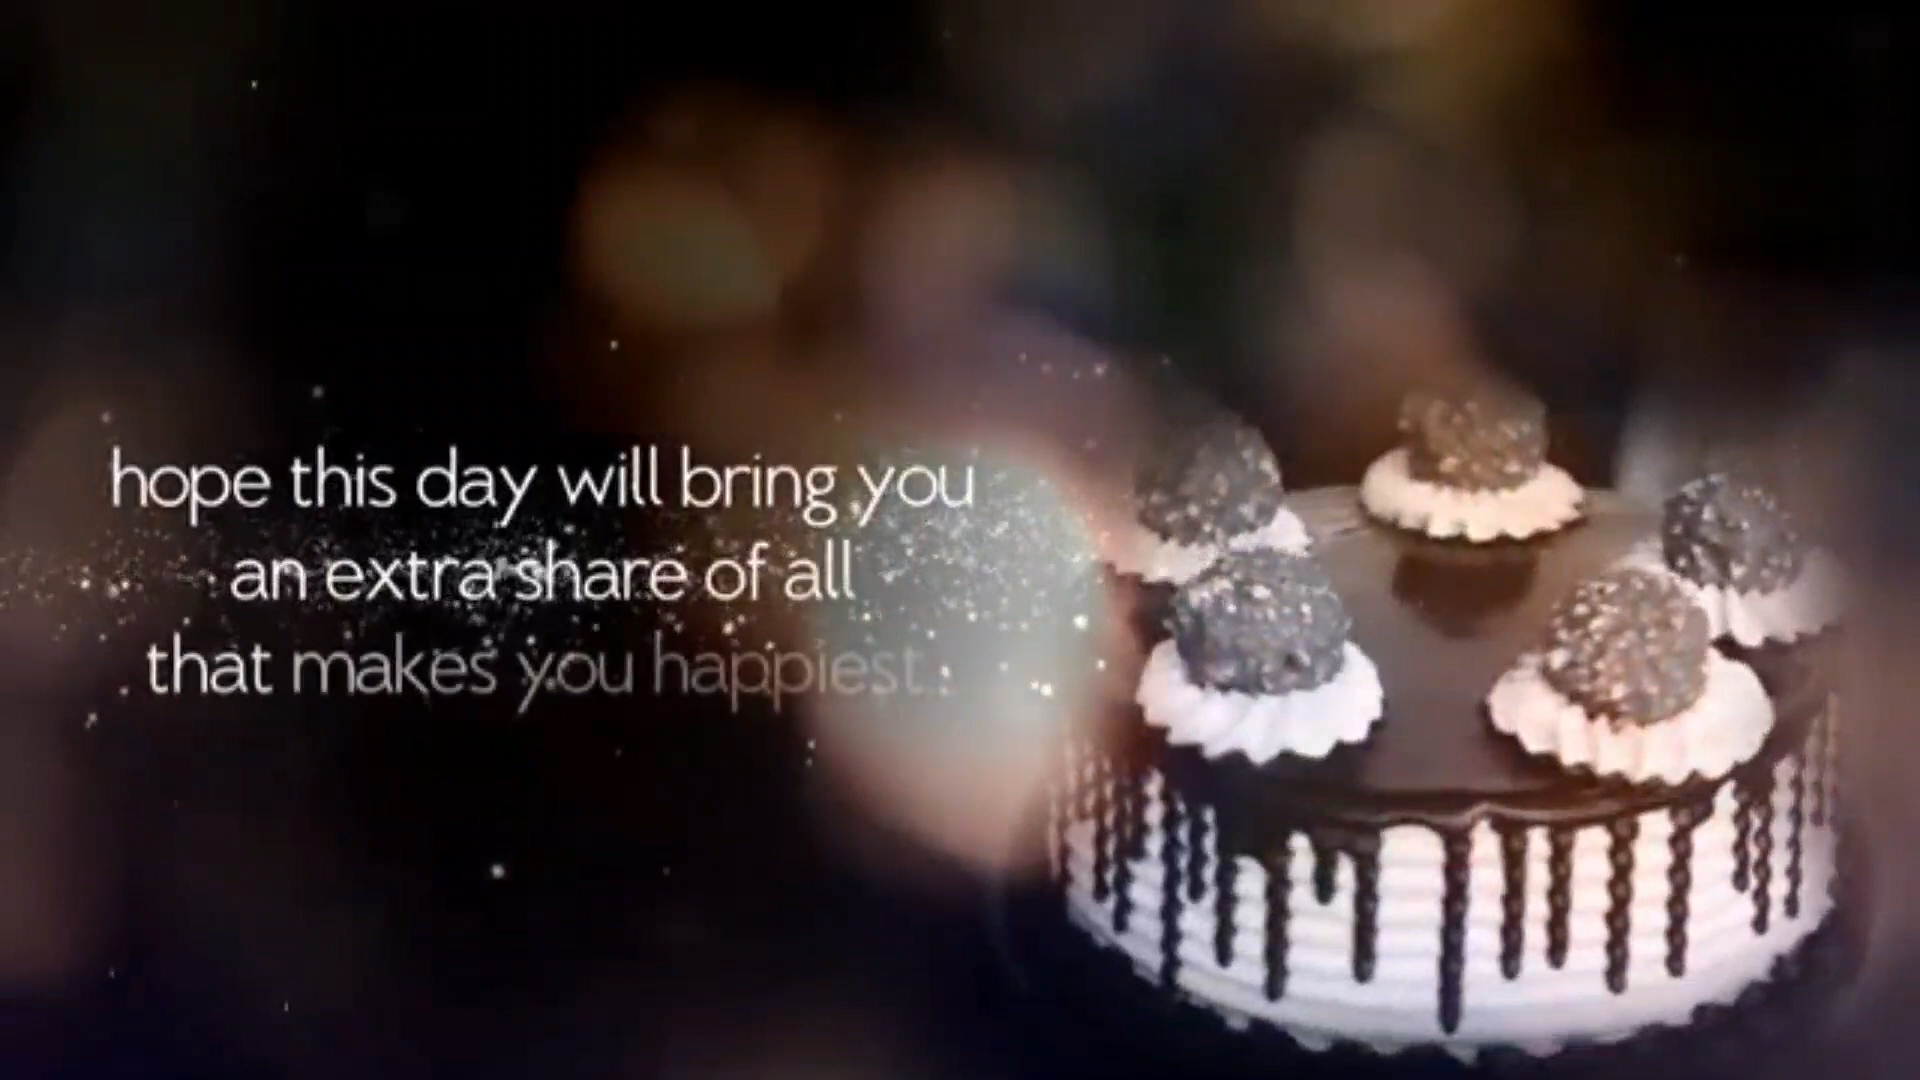 hope this day will bring you
an extra share of all
that makes you happiest.